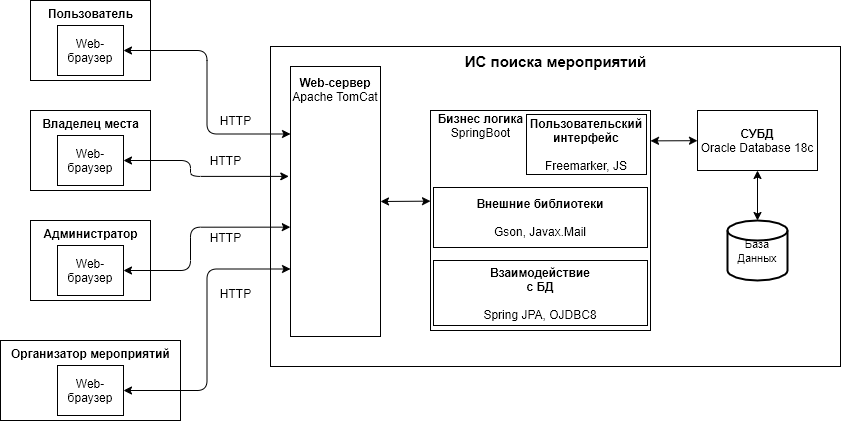 Пользователь
Web-
браузер
HTTP
Владелец места
Web-
браузер
HTTP
Администратор
Web-
браузер
HTTP
Организатор мероприятий
Web-
браузер
HTTP
ИС поиска мероприятий
Web-сервер
Apache TomCat
Бизнес логика
SpringBoot
Пользовательский
интерфейс
Freemarker, JS
Внешние библиотеки
Gson, Javax.Mail
Взаимодействие
с БД
Spring JPA, OJDBC8
СУБД
Oracle Database 18c
База
Данных